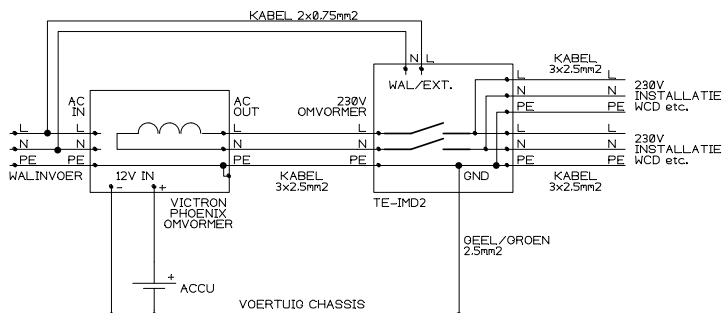 KABEL 2x0.75mm2
N L
WAL/EXT.
KABEL
3x2.5mm2
L
N
PE
230V
INSTALLATIE
WCD etc.
AC
IN
AC
OUT
230V
OMVORMER
L
N
PE
L
N
PE
L
N
PE
L
N
PE
L
N
PE
L
N
PE
L
N
PE
L
N
PE
230V
INSTALLATIE
WCD etc.
WALINVOER
12V IN
- +
GND
KABEL
3x2.5mm2
KABEL
3x2.5mm2
VICTRON
PHOENIX
OMVORMER
TE-IMD2
GEEL/GROEN
2.5mm2
+
ACCU
VOERTUIG CHASSIS